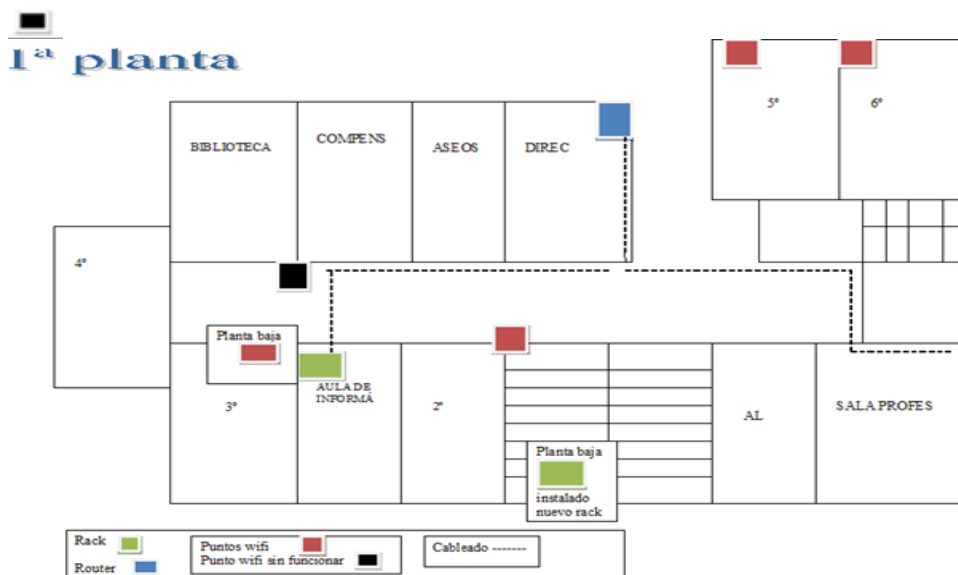 1ª planta
5º
6º
BIBLIOTECA
COMPENS
ASEOS
DIREC
4º
Planta baja
3º
AULA DE
INFORMÁ
2º
AL
SALA PROFES
Planta baja
instalado
nuevo rack
Rack
Puntos wifi
Cableado -------
Punto wifi sin funcionar
Router